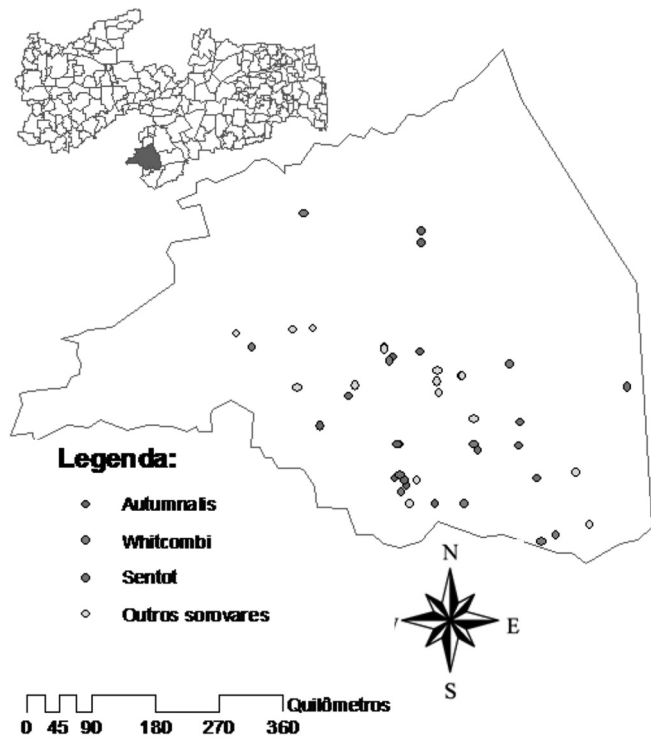 Legenda:
Autumnalis
Whitcombi
Sentot
Outros sorovares
N
E
S
Quilômetros
0 45 90 180 270 360